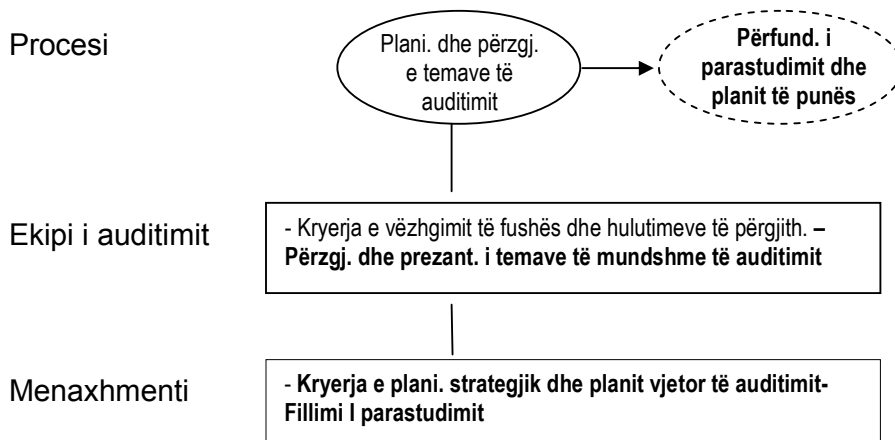 Procesi
Plani. dhe përzgj.
e temave të
auditimit
Përfund. i
parastudimit dhe
planit të punës
Ekipi i auditimit
- Kryerja e vëzhgimit të fushës dhe hulutimeve të përgjith. –
Përzgj. dhe prezant. i temave të mundshme të auditimit
Menaxhmenti
- Kryerja e plani. strategjik dhe planit vjetor të auditimit-
Fillimi I parastudimit